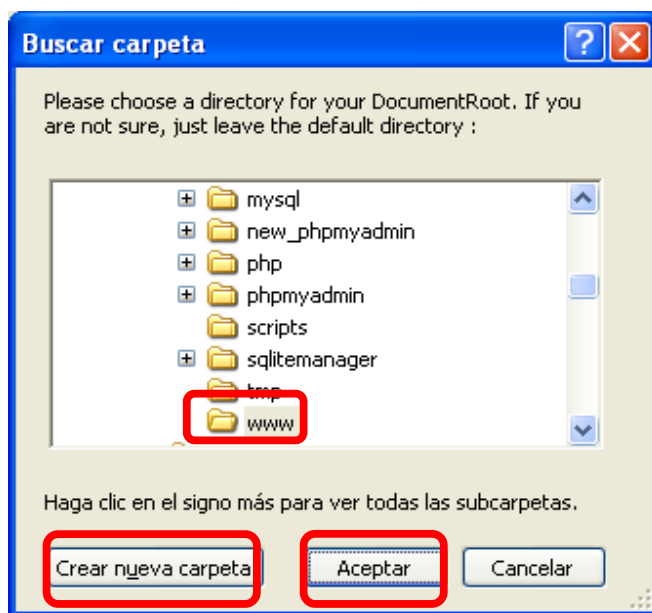 Buscar carpeta
Please choose a directory for your DocumentRoot. If you
are not sure, just leave the default directory :
mysql
new_phpmyadmin
php
phpmyadmin
scripts
sqlitemanager
tmp
www
Haga clic en el signo más para ver todas las subcarpetas.
Crear nueva carpeta Aceptar Cancelar